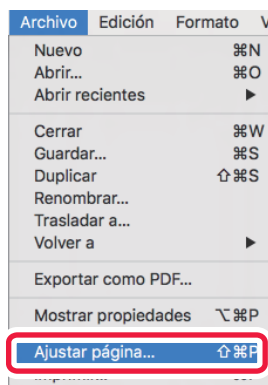 Archivo Edición Formato V
Nuevo ⌘N
Abrir... ⌘O
Abrir recientes ▶
Cerrar ⌘W
Guardar... ⌘S
Duplicar ⇧⌘S
Renombrar...
Trasladar a...
Volver a ▶
Exportar como PDF...
Mostrar propiedades ⌥⌘P
Ajustar página... ⇧⌘P